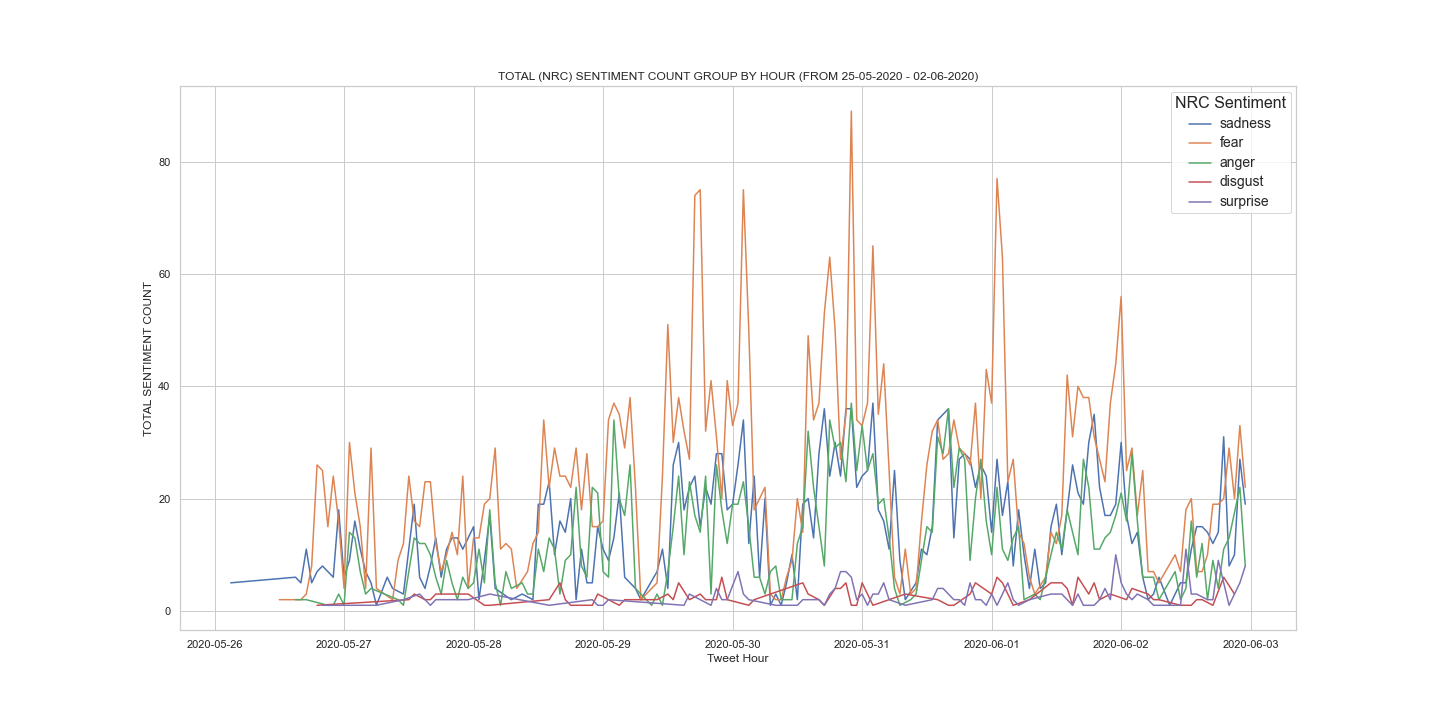 TOTAL (NRC) SENTIMENT COUNT GROUP BY HOUR (FROM 25-05-2020 - 02-06-2020)
NRC Sentiment
sadness
fear
anger
disgust
surprise
TOTAL SENTIMENT COUNT
80
60
40
20
0
2020-05-26
2020-05-27
2020-05-28
2020-05-29
2020-05-30
2020-05-31
2020-06-01
2020-06-02
2020-06-03
Tweet Hour